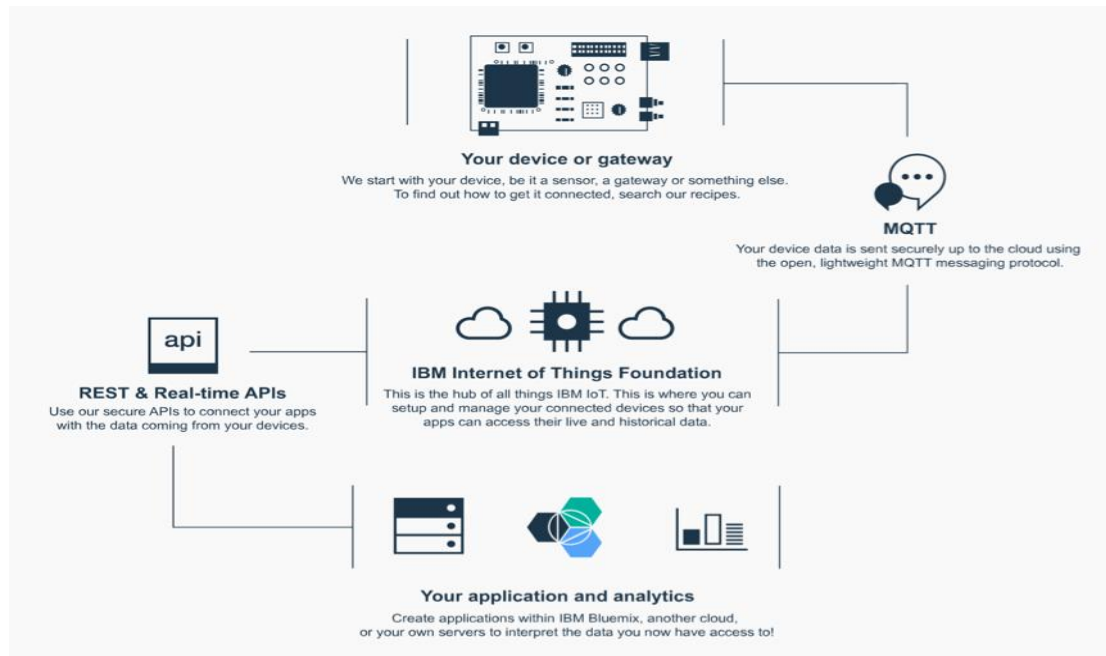 Your device or gateway
We start with your device, be it a sensor, a gateway or something else.
To find out how to get it connected, search our recipes.
MQTT
Your device data is sent securely up to the cloud using
the open, lightweight MQTT messaging protocol.
api
REST & Real-time APIs
Use our secure APIs to connect your apps
with the data coming from your devices.
IBM Internet of Things Foundation
This is the hub of all things IBM IoT. This is where you can
setup and manage your connected devices so that your
apps can access their live and historical data.
Your application and analytics
Create applications within IBM Bluemix, another cloud,
or your own servers to interpret the data you now have access to!